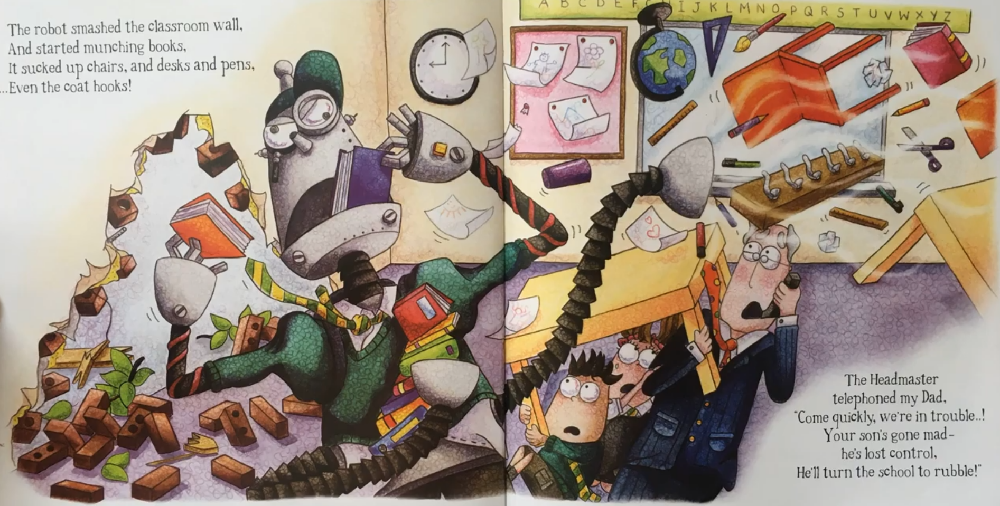 The robot smashed the classroom wall,
And started munching books,
It sucked up chairs, and desks and pens,
...Even the coat hooks!
A B C D E F G H I J K L M N O P Q R S T U V W X Y Z
The Headmaster
telephoned my Dad,
"Come quickly, we're in trouble..!
Your son's gone mad-
he's lost control,
He'll turn the school to rubble!"